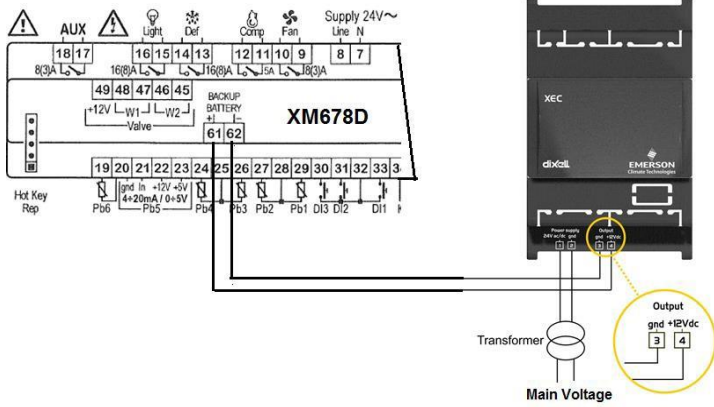 AUX
Light
Def
Comp
Fan
Supply 24V~
Line N
18 17 16 15 14 13 12 11 10 9 8 7
8(3)A 16(8)A 16(8)A 5A 8(3)A
49 48 47 46 45
+12V W1 W2
Valve
BACKUP
BATTERY
+ -
61 62
XM678D
19 20 21 22 23 24 25 26 27 28 29 30 31 32 33
gnd In +12V +5V
4÷20mA / 0÷5V
Pb6 Pb5 Pb4 Pb3 Pb2 Pb1 DI3 DI2 DI1
Hot Key
Rep
XEC
dixell
EMERSON
Climate Technologies
Power supply
24V ac/dc gnd
1 2
Output
gnd +12Vdc
3 4
Output
gnd +12Vdc
3 4
Transformer
Main Voltage